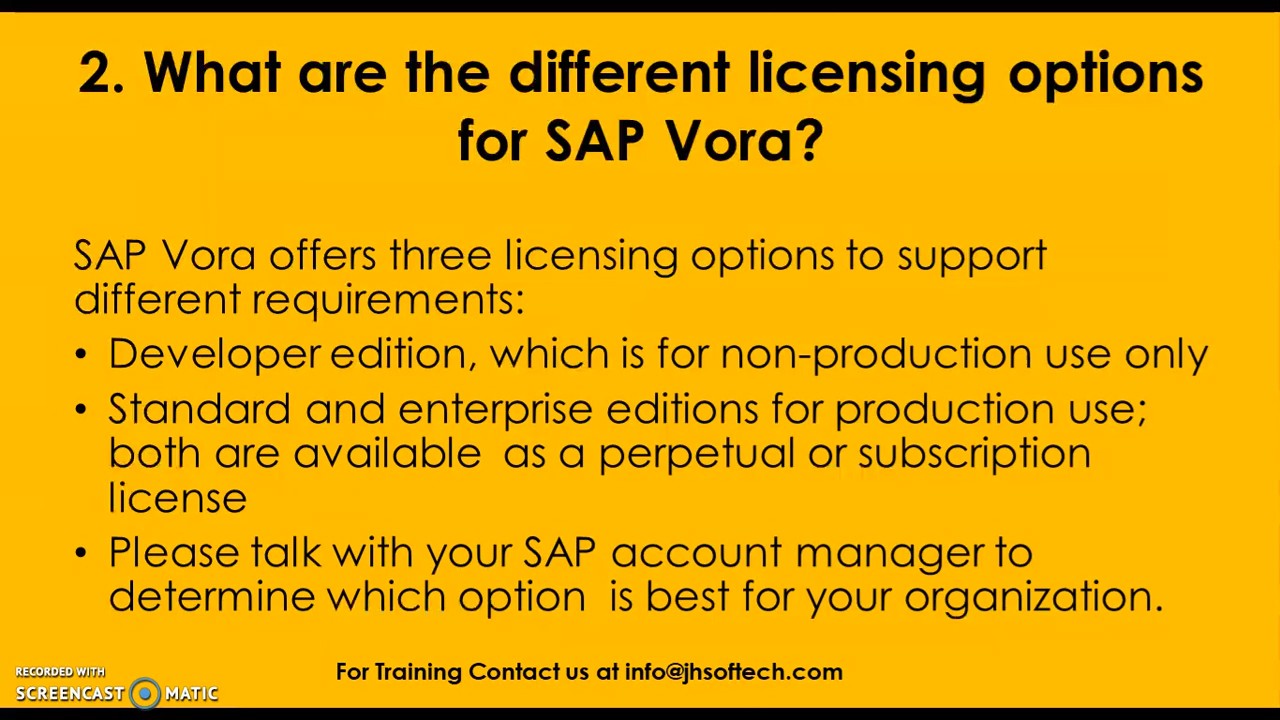 2. What are the different licensing options
for SAP Vora?
SAP Vora offers three licensing options to support
different requirements:
• Developer edition, which is for non-production use only
• Standard and enterprise editions for production use;
both are available as a perpetual or subscription
license
• Please talk with your SAP account manager to
determine which option is best for your organization.
For Training Contact us at info@jhsoftech.com
RECORDED WITH
SCREENCAST MATIC